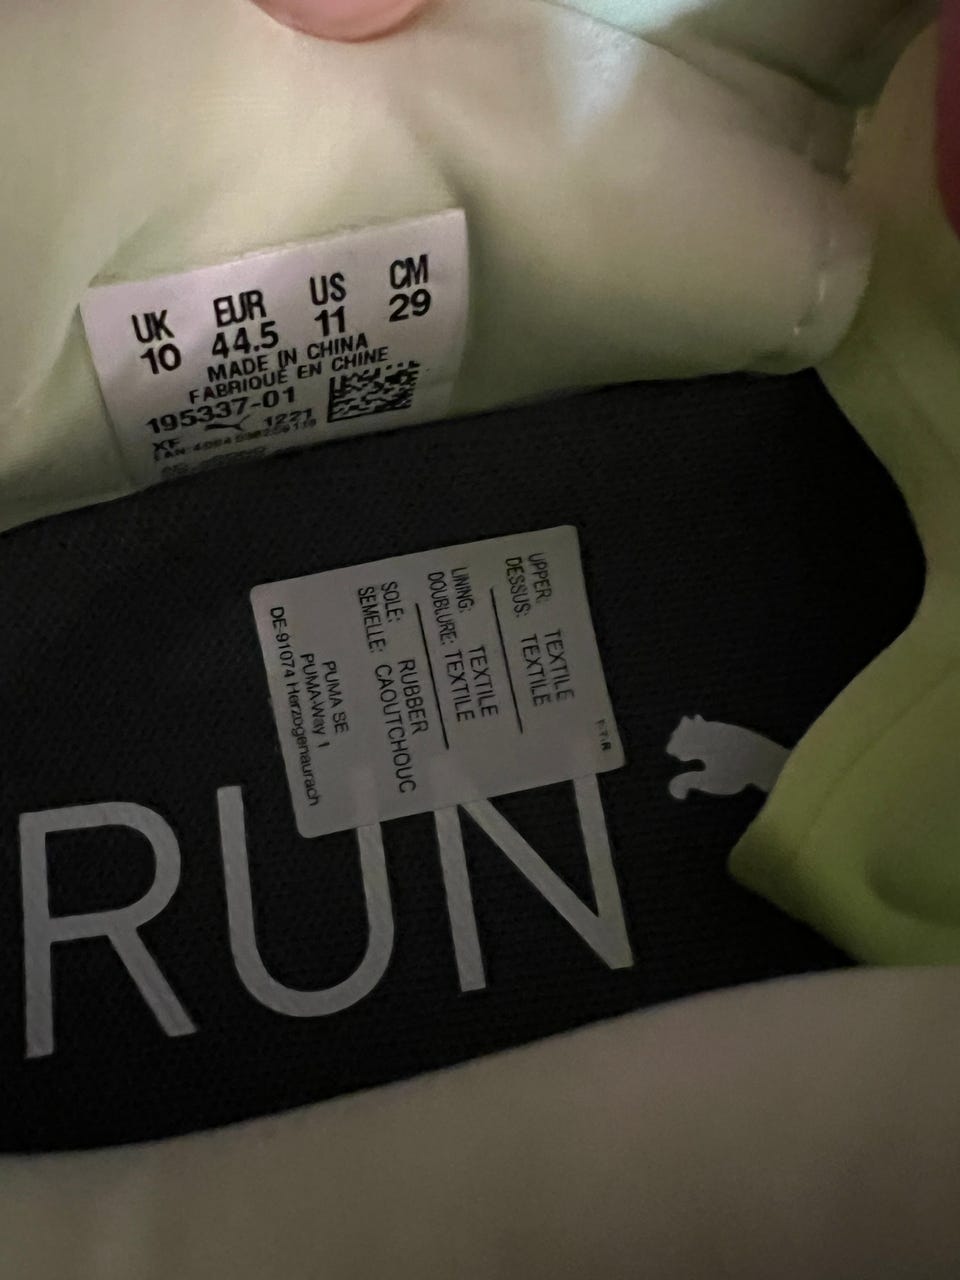 UK EUR US CM
10 44.5 11 29
MADE IN CHINA
FABRIQUÉ EN CHINE
195337-01
XF 1221
UPPER: TEXTILE
DESSUS: TEXTILE
LINING: TEXTILE
DOUBLURE: TEXTILE
SOLE: RUBBER
SEMELLE: CAOUTCHOUC
PUMA SE
PUMA-Way 1
DE-91074 Herzogenaurach
RUN